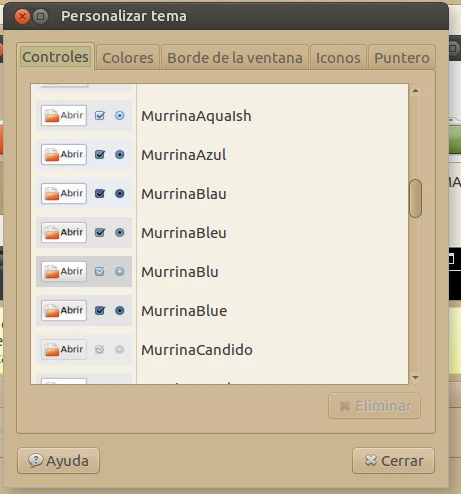 Personalizar tema
Controles Colores Borde de la ventana Iconos Puntero
Abrir MurrinaAquaIsh
Abrir MurrinaAzul
Abrir MurrinaBlau
Abrir MurrinaBleu
Abrir MurrinaBlu
Abrir MurrinaBlue
Abrir MurrinaCandido
Eliminar
Ayuda Cerrar